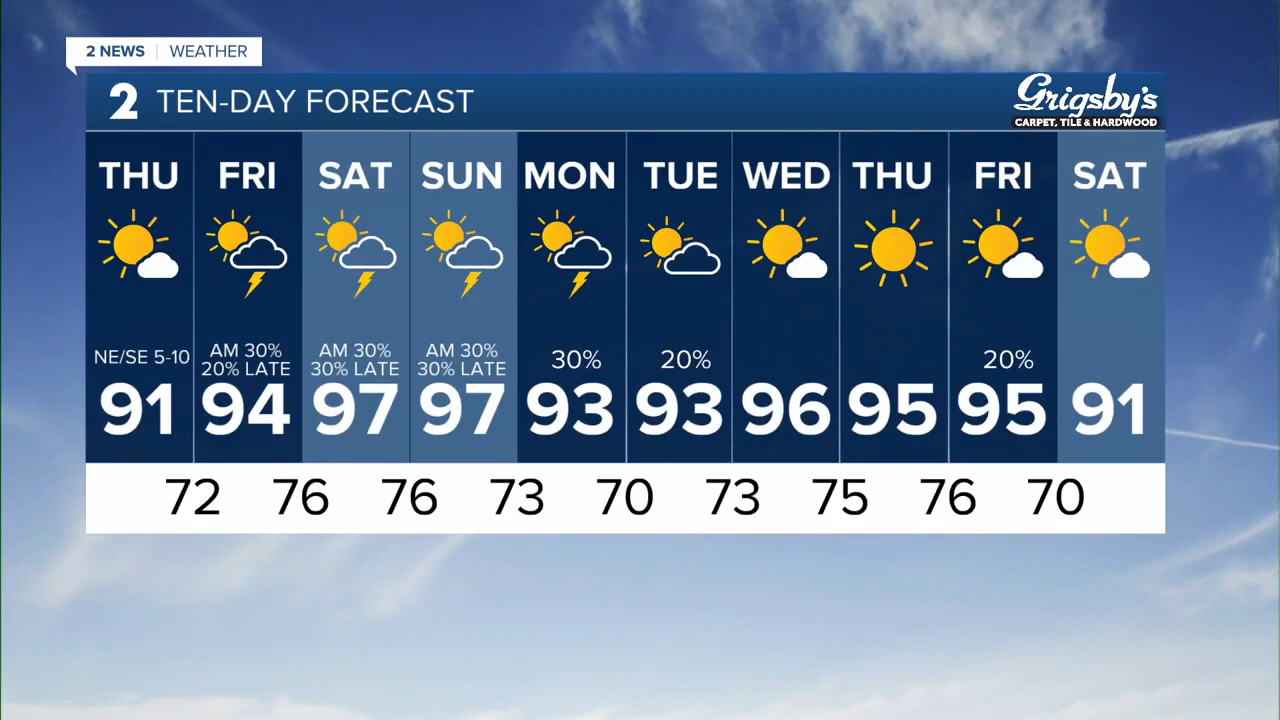 2 NEWS | WEATHER
2 TEN-DAY FORECAST
Grigsby's
CARPET, TILE & HARDWOOD
THU FRI SAT SUN MON TUE WED THU FRI SAT
NE/SE 5-10 AM 30% AM 30% AM 30% 30% 20% 20%
20% LATE 30% LATE 30% LATE
91 94 97 97 93 93 96 95 95 91
72 76 76 73 70 73 75 76 70